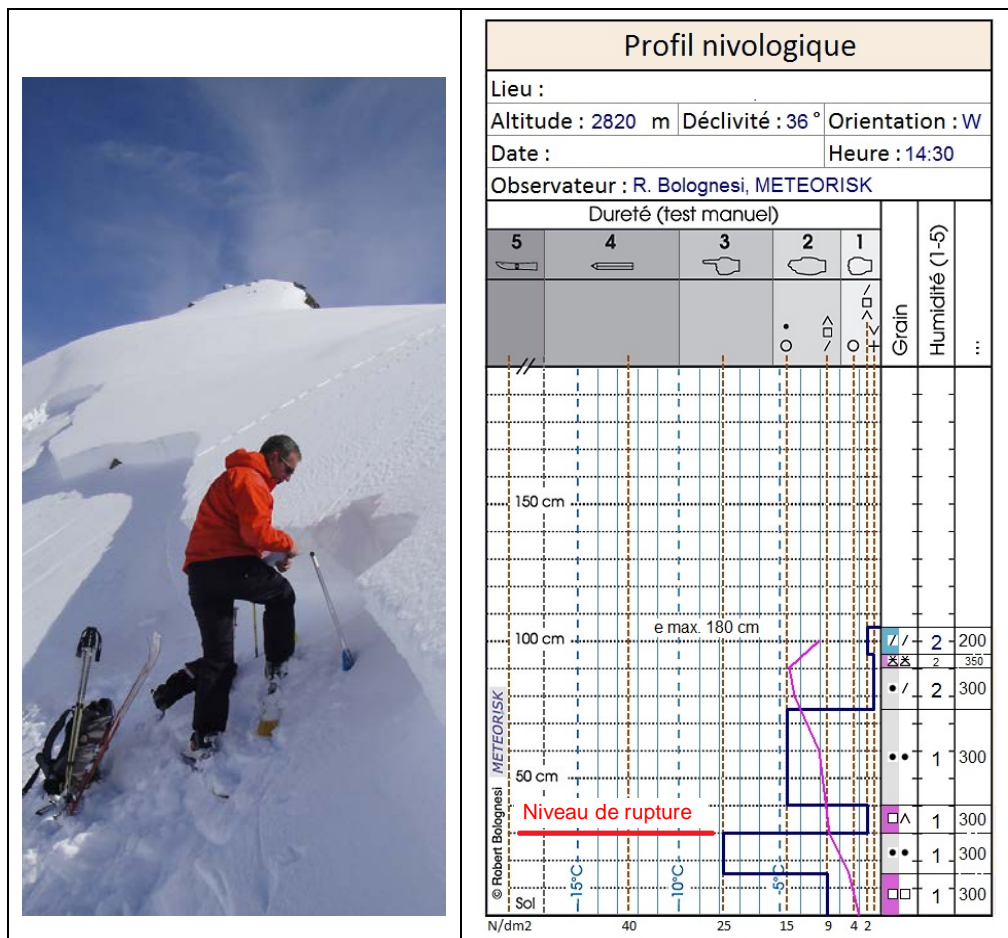 Profil nivologique
Lieu :
Altitude : 2820 m Déclivité : 36 ° Orientation : W
Date : Heure : 14:30
Observateur : R. Bolognesi, METEORISK
Dureté (test manuel)
5 4 3 2 1
Grain
Humidité (1-5)
...
150 cm
100 cm
e max. 180 cm
2 200
2 350
2 300
1 300
50 cm
Niveau de rupture
1 300
1 300
1 300
-15°C -10°C -5°C
Sol
© Robert Bolognesi METEORISK
N/dm2 40 25 15 9 4 2